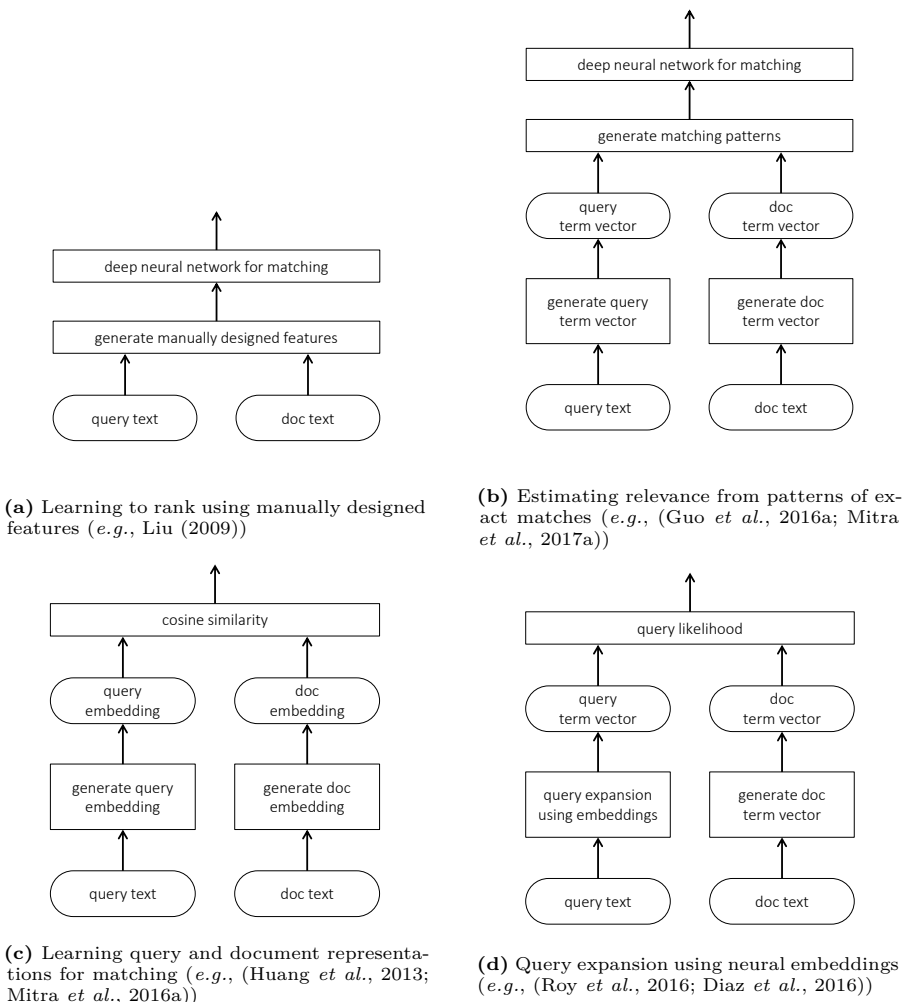 deep neural network for matching
generate manually designed features
query text
doc text
(a) Learning to rank using manually designed
features (e.g., Liu (2009))
deep neural network for matching
generate matching patterns
query
term vector
doc
term vector
generate query
term vector
generate doc
term vector
query text
doc text
(b) Estimating relevance from patterns of ex-
act matches (e.g., (Guo et al., 2016a; Mitra
et al., 2017a))
cosine similarity
query
embedding
doc
embedding
generate query
embedding
generate doc
embedding
query text
doc text
(c) Learning query and document representa-
tions for matching (e.g., (Huang et al., 2013;
Mitra et al., 2016a))
query likelihood
query
term vector
doc
term vector
query expansion
using embeddings
generate doc
term vector
query text
doc text
(d) Query expansion using neural embeddings
(e.g., (Roy et al., 2016; Diaz et al., 2016))